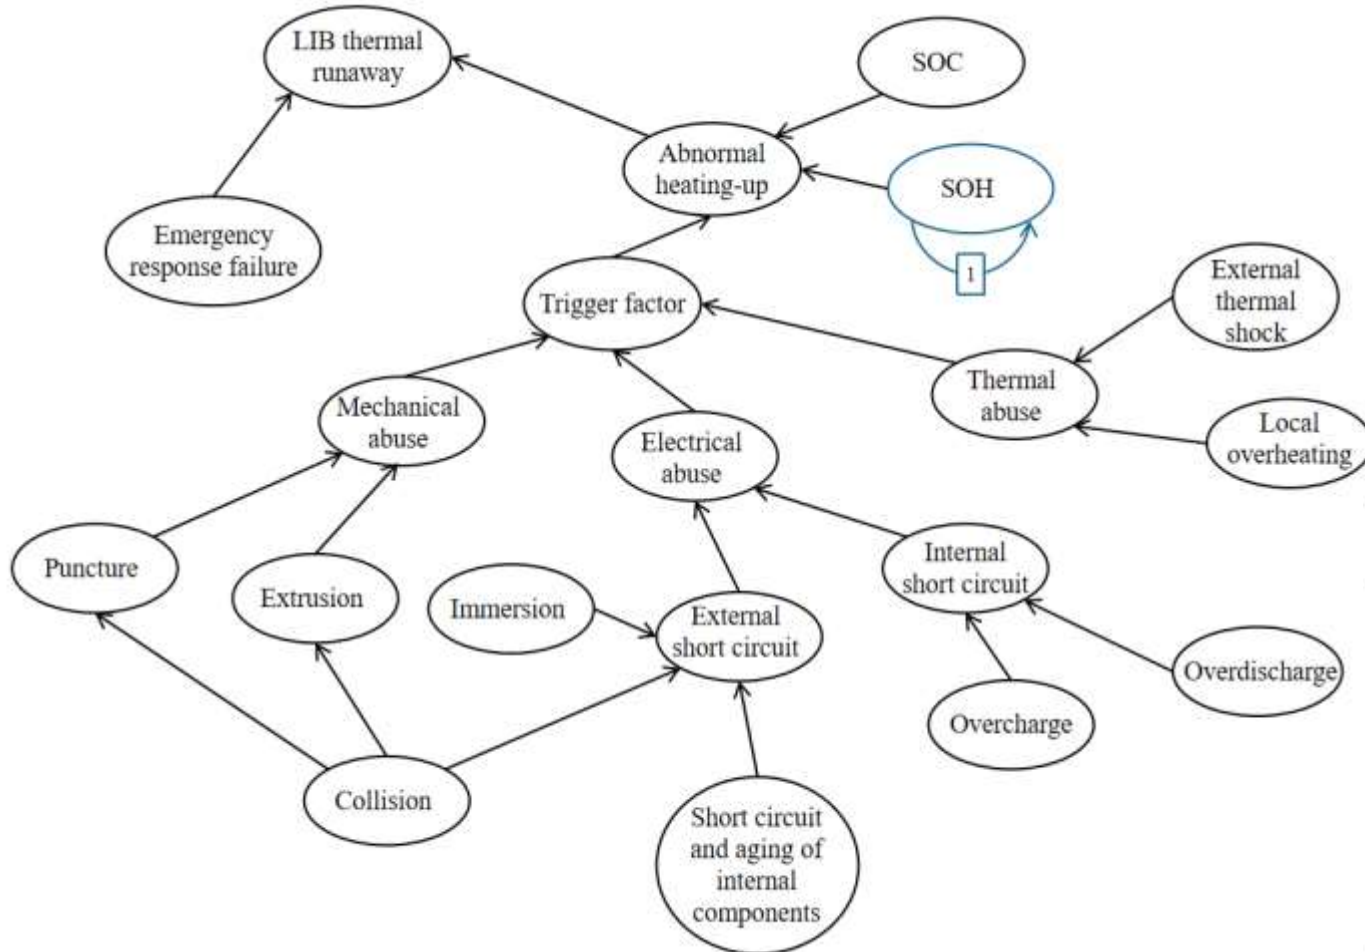 LIB thermal
runaway
SOC
Abnormal
heating-up
SOH
Emergency
response failure
1
External
thermal
shock
Trigger factor
Thermal
abuse
Mechanical
abuse
Local
overheating
Electrical
abuse
Puncture
Extrusion
Immersion
External
short circuit
Internal
short circuit
Overdischarge
Overcharge
Collision
Short circuit
and aging of
internal
components